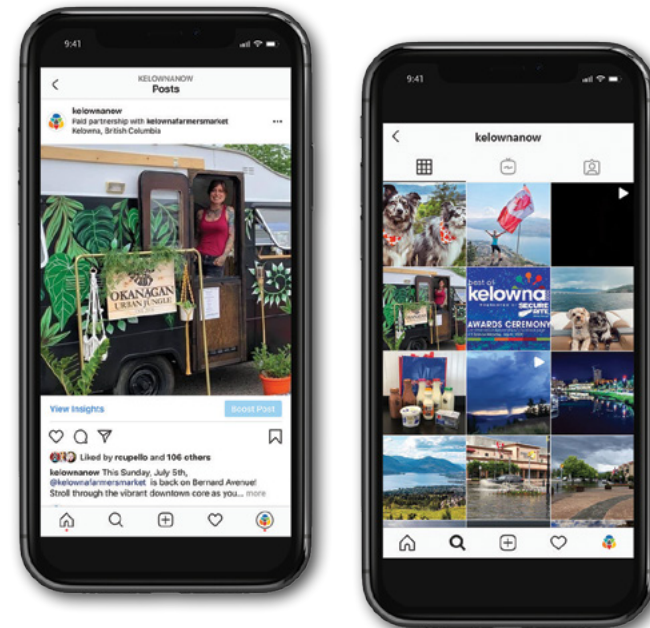 9:41
KELOWNANOW
Posts
kelownanow
Paid partnership with kelownafarmersmarket
Kelowna, British Columbia
OKANAGAN
URBAN JUNGLE
View Insights
Boost Post
Liked by rcupello and 106 others
kelownanow This Sunday, July 5th,
@kelownafarmersmarket is back on Bernard Avenue!
Stroll through the vibrant downtown core as you... more
9:41
kelownanow
best of
kelowna
SECURE
AWARDS CEREMONY